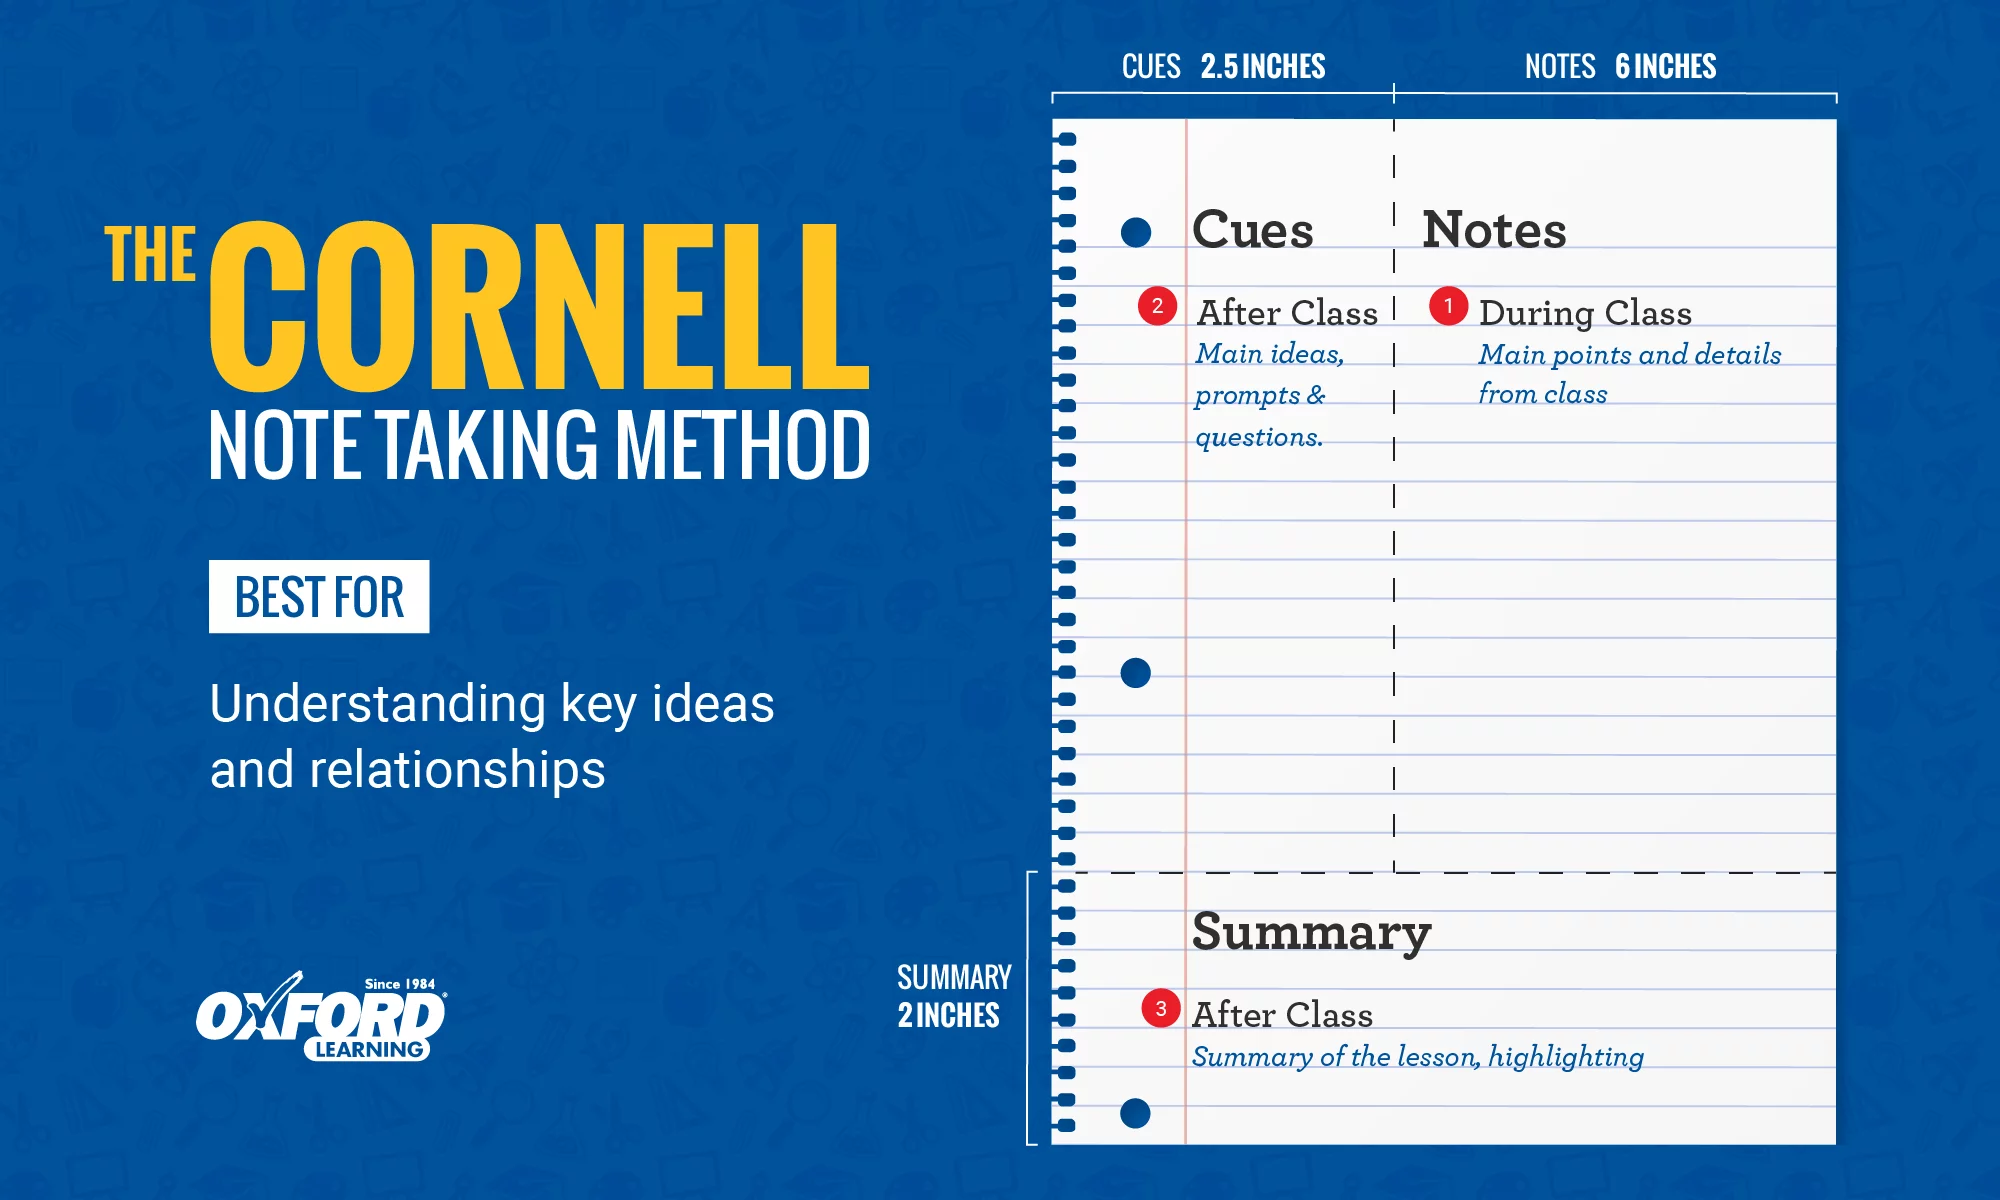 THE CORNELL
NOTE TAKING METHOD
BEST FOR
Understanding key ideas
and relationships
Since 1984
OXFORD®
LEARNING
CUES 2.5 INCHES
NOTES 6 INCHES
Cues
2 After Class
Main ideas,
prompts &
questions.
Notes
1 During Class
Main points and details
from class
SUMMARY
2 INCHES
Summary
3 After Class
Summary of the lesson, highlighting